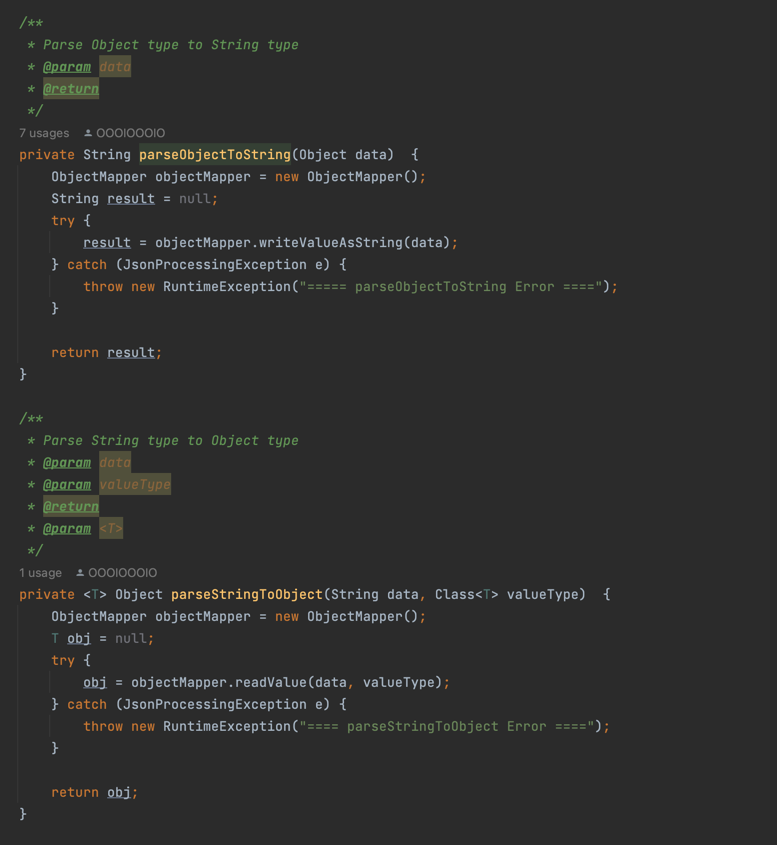 /**
 * Parse Object type to String type
 * @param data
 * @return
 */
7 usages OOOIOOOIO
private String parseObjectToString(Object data)  {
    ObjectMapper objectMapper = new ObjectMapper();
    String result = null;
    try {
        result = objectMapper.writeValueAsString(data);
    } catch (JsonProcessingException e) {
        throw new RuntimeException("===== parseObjectToString Error ====");
    }
    return result;
}
/**
 * Parse String type to Object type
 * @param data
 * @param valueType
 * @return
 * @param <T>
 */
1 usage OOOIOOOIO
private <T> Object parseStringToObject(String data, Class<T> valueType)  {
    ObjectMapper objectMapper = new ObjectMapper();
    T obj = null;
    try {
        obj = objectMapper.readValue(data, valueType);
    } catch (JsonProcessingException e) {
        throw new RuntimeException("==== parseStringToObject Error ====");
    }
    return obj;
}